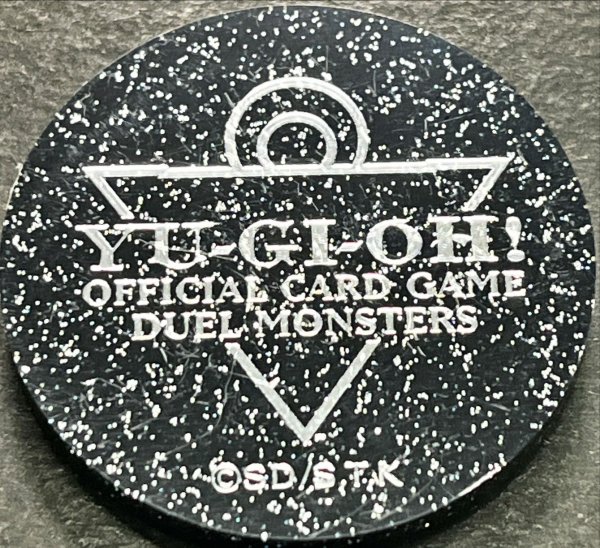 YU-GI-OH!
OFFICIAL CARD GAME
DUEL MONSTERS
©SD/S T.K